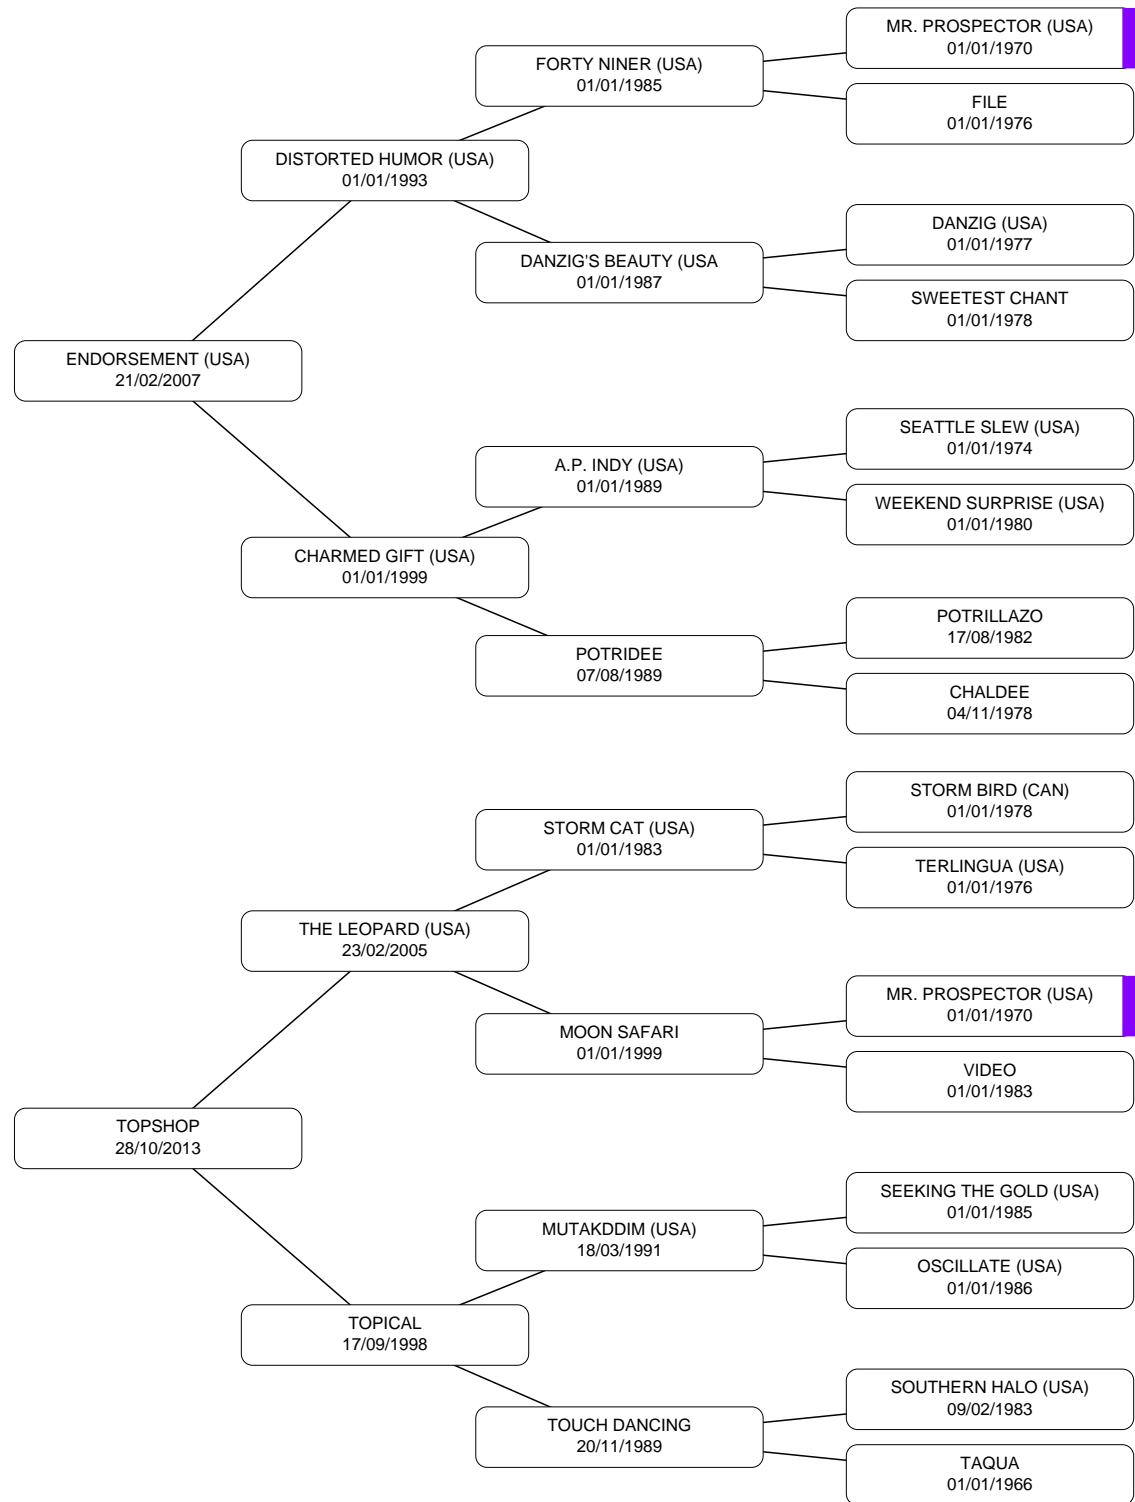 MR. PROSPECTOR (USA)
01/01/1970
FORTY NINER (USA)
01/01/1985
FILE
01/01/1976
DISTORTED HUMOR (USA)
01/01/1993
DANZIG (USA)
01/01/1977
DANZIG'S BEAUTY (USA
01/01/1987
SWEETEST CHANT
01/01/1978
ENDORSEMENT (USA)
21/02/2007
SEATTLE SLEW (USA)
01/01/1974
A.P. INDY (USA)
01/01/1989
WEEKEND SURPRISE (USA)
01/01/1980
CHARMED GIFT (USA)
01/01/1999
POTRILLAZO
17/08/1982
POTRIDEE
07/08/1989
CHALDEE
04/11/1978
STORM BIRD (CAN)
01/01/1978
STORM CAT (USA)
01/01/1983
TERLINGUA (USA)
01/01/1976
THE LEOPARD (USA)
23/02/2005
MR. PROSPECTOR (USA)
01/01/1970
MOON SAFARI
01/01/1999
VIDEO
01/01/1983
TOPSHOP
28/10/2013
SEEKING THE GOLD (USA)
01/01/1985
MUTAKDDIM (USA)
18/03/1991
OSCILLATE (USA)
01/01/1986
TOPICAL
17/09/1998
SOUTHERN HALO (USA)
09/02/1983
TOUCH DANCING
20/11/1989
TAQUA
01/01/1966